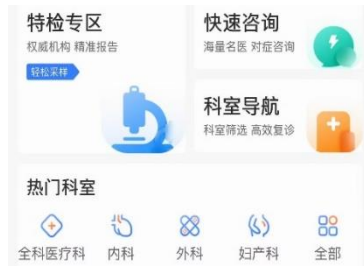 特检专区
权威机构 精准报告
轻松采样
快速咨询
海量名医 对症咨询
科室导航
科室筛选 高效复诊
热门科室
全科医疗科
内科
外科
妇产科
全部